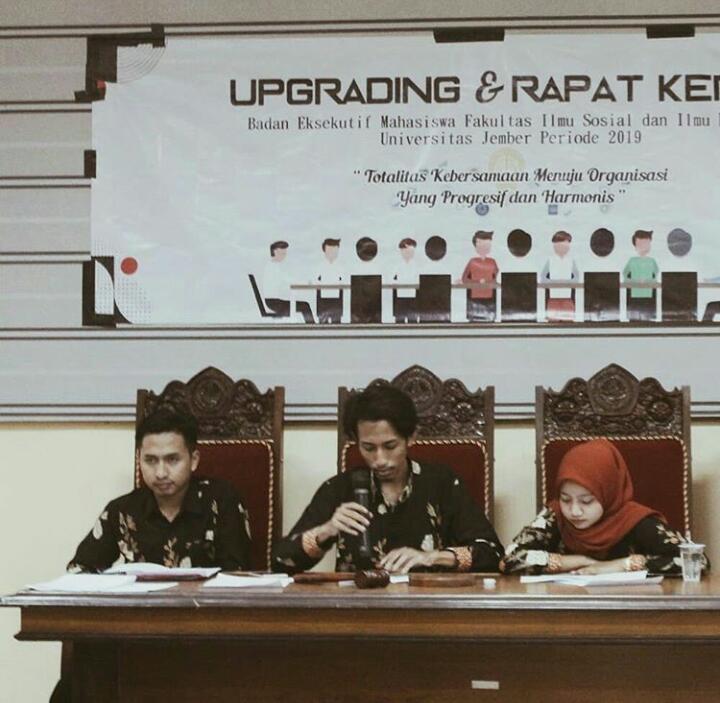 UPGRADING & RAPAT KER
Badan Eksekutif Mahasiswa Fakultas Ilmu Sosial dan Ilmu
Universitas Jember Periode 2019
" Totalitas Kebersamaan Menuju Organisasi
Yang Progresif dan Harmonis "